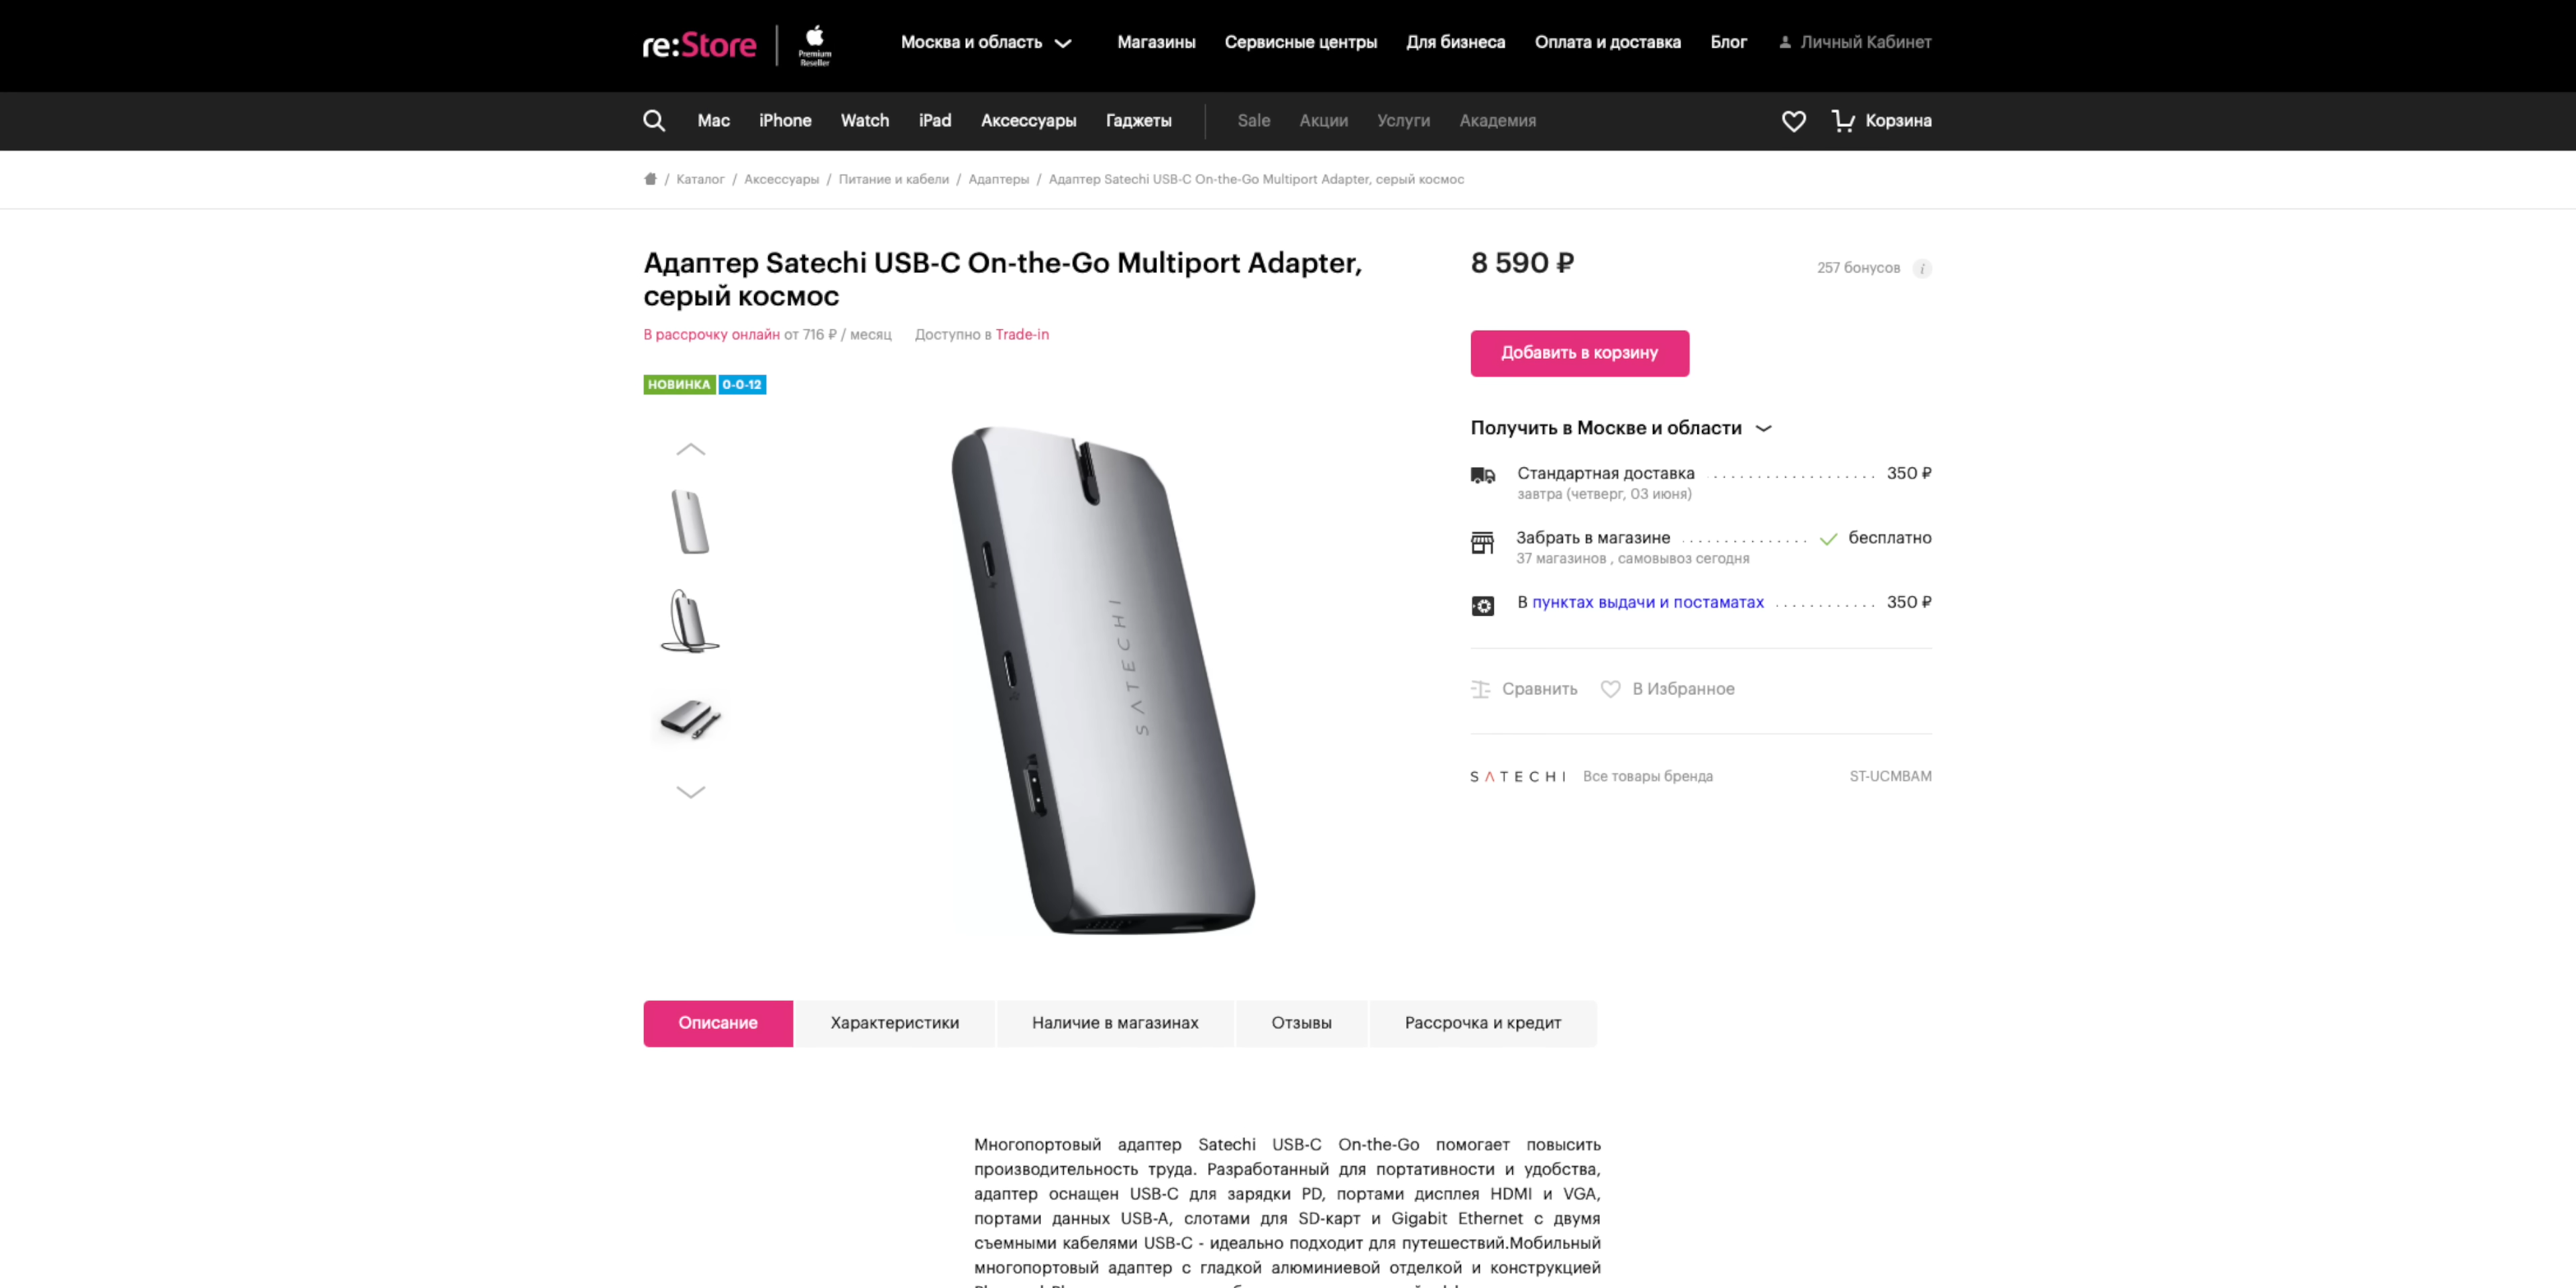 re:Store
Premium
Reseller
Москва и область
Магазины
Сервисные центры
Для бизнеса
Оплата и доставка
Блог
Личный Кабинет
Mac
iPhone
Watch
iPad
Аксессуары
Гаджеты
Sale
Акции
Услуги
Академия
Корзина
/ Каталог / Аксессуары / Питание и кабели / Адаптеры / Адаптер Satechi USB-C On-the-Go Multiport Adapter, серый космос
Адаптер Satechi USB-C On-the-Go Multiport Adapter,
серый космос
В рассрочку онлайн от 716 ₽ / месяц
Доступно в Trade-in
НОВИНКА
0-0-12
SATECHI
8 590 ₽
257 бонусов
i
Добавить в корзину
Получить в Москве и области
Стандартная доставка ................... 350 ₽
завтра (четверг, 03 июня)
Забрать в магазине ............... бесплатно
37 магазинов , самовывоз сегодня
В пунктах выдачи и постаматах ............ 350 ₽
Сравнить
В Избранное
SATECHI
Все товары бренда
ST-UCMBAM
Описание
Характеристики
Наличие в магазинах
Отзывы
Рассрочка и кредит
Многопортовый адаптер Satechi USB-C On-the-Go помогает повысить
производительность труда. Разработанный для портативности и удобства,
адаптер оснащен USB-C для зарядки PD, портами дисплея HDMI и VGA,
портами данных USB-A, слотами для SD-карт и Gigabit Ethernet с двумя
съемными кабелями USB-C - идеально подходит для путешествий.Мобильный
многопортовый адаптер с гладкой алюминиевой отделкой и конструкцией